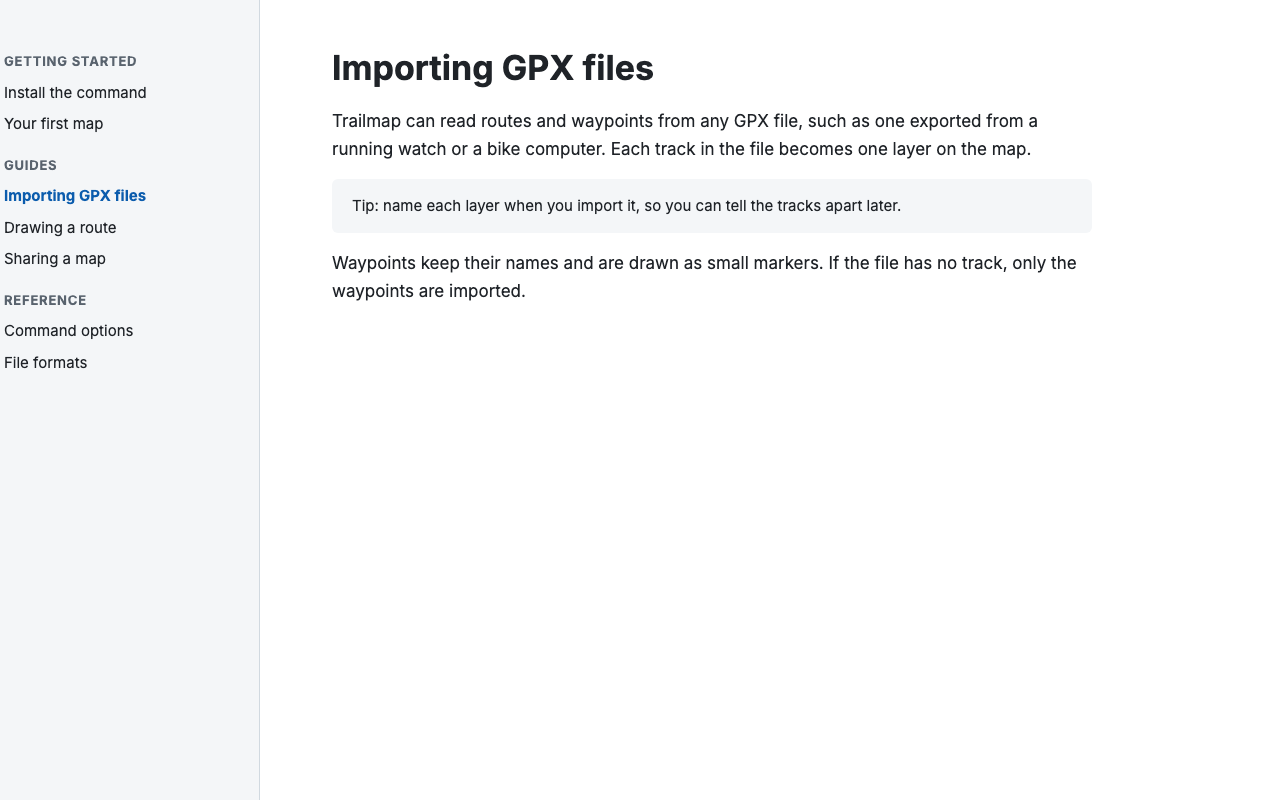 GETTING STARTED
Install the command
Your first map
GUIDES
Importing GPX files
Drawing a route
Sharing a map
REFERENCE
Command options
File formats
Importing GPX files
Trailmap can read routes and waypoints from any GPX file, such as one exported from a
running watch or a bike computer. Each track in the file becomes one layer on the map.
Tip: name each layer when you import it, so you can tell the tracks apart later.
Waypoints keep their names and are drawn as small markers. If the file has no track, only the
waypoints are imported.